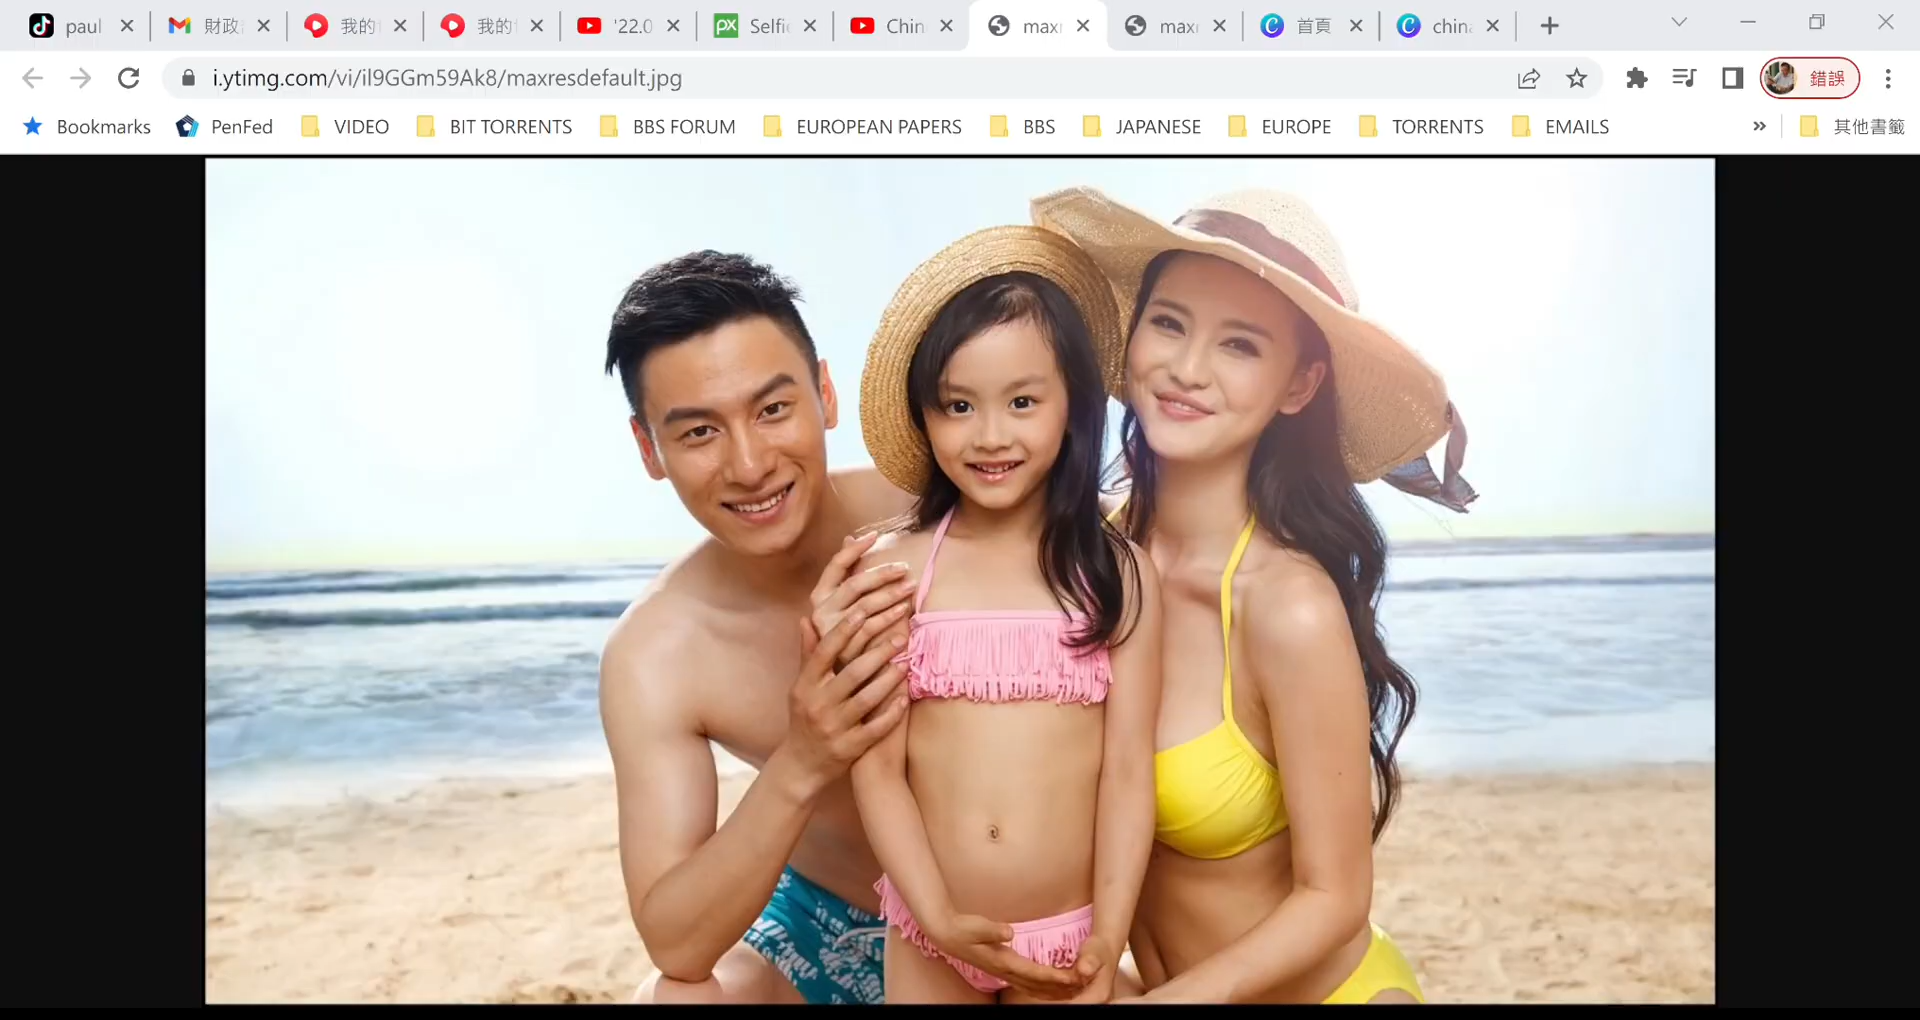 paul
財政
我的
我的
'22.0
Selfi
Chin
max
max
首頁
china
i.ytimg.com/vi/il9GGm59Ak8/maxresdefault.jpg
錯誤
Bookmarks PenFed VIDEO BIT TORRENTS BBS FORUM EUROPEAN PAPERS BBS JAPANESE EUROPE TORRENTS EMAILS » 其他書籤